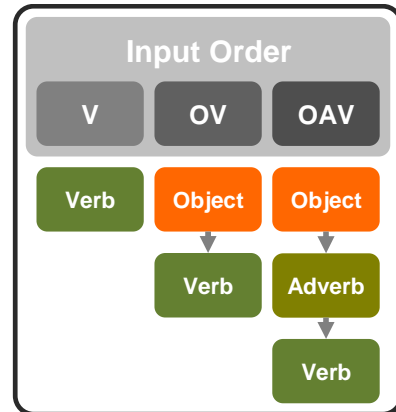 Input Order
V OV OAV
Verb Object Object
Verb Adverb
Verb